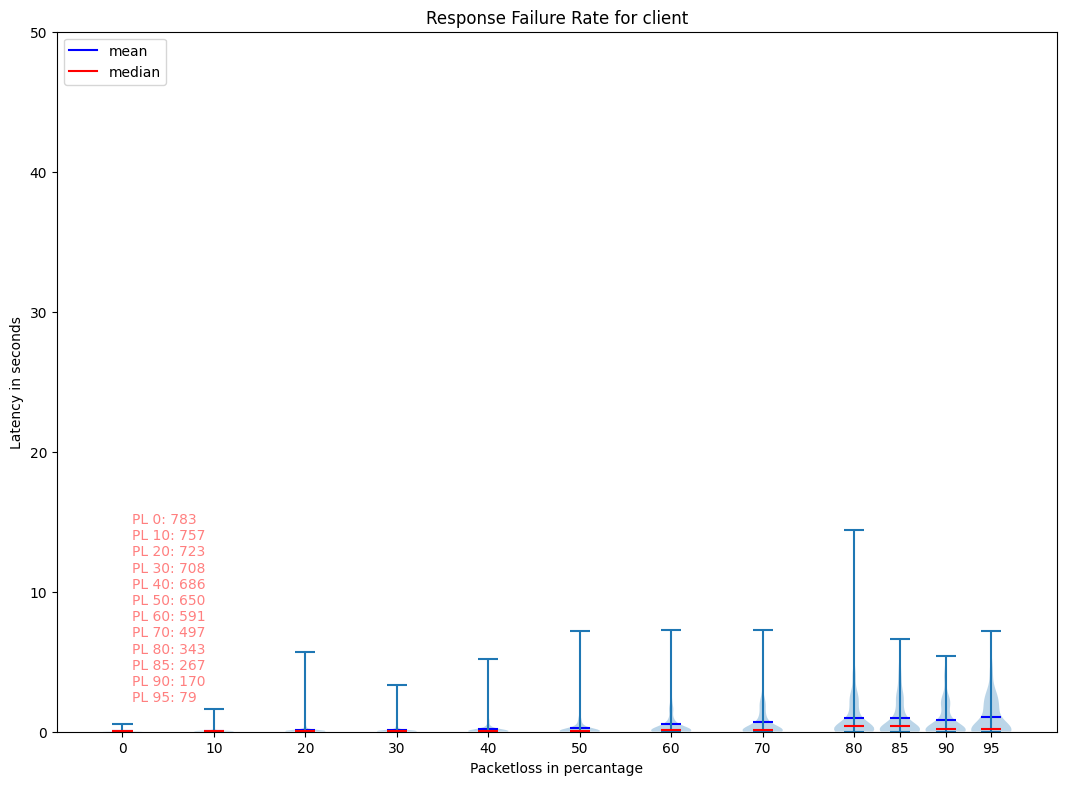 Response Failure Rate for client
mean
median
Latency in seconds
50
40
30
20
10
0
PL 0: 783
PL 10: 757
PL 20: 723
PL 30: 708
PL 40: 686
PL 50: 650
PL 60: 591
PL 70: 497
PL 80: 343
PL 85: 267
PL 90: 170
PL 95: 79
0 10 20 30 40 50 60 70 80 85 90 95
Packetloss in percantage